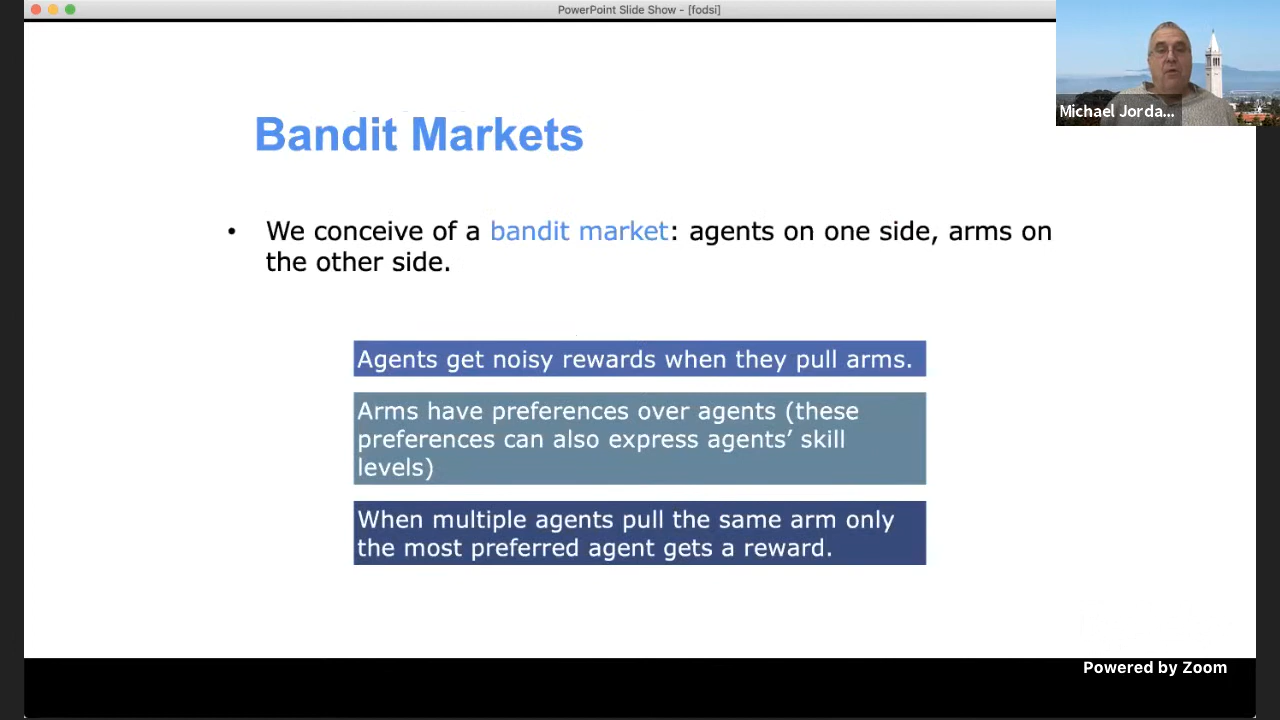 PowerPoint Slide Show - [fodsi]
Michael Jorda...
Bandit Markets
• We conceive of a bandit market: agents on one side, arms on
the other side.
Agents get noisy rewards when they pull arms.
Arms have preferences over agents (these
preferences can also express agents’ skill
levels)
When multiple agents pull the same arm only
the most preferred agent gets a reward.
Powered by Zoom